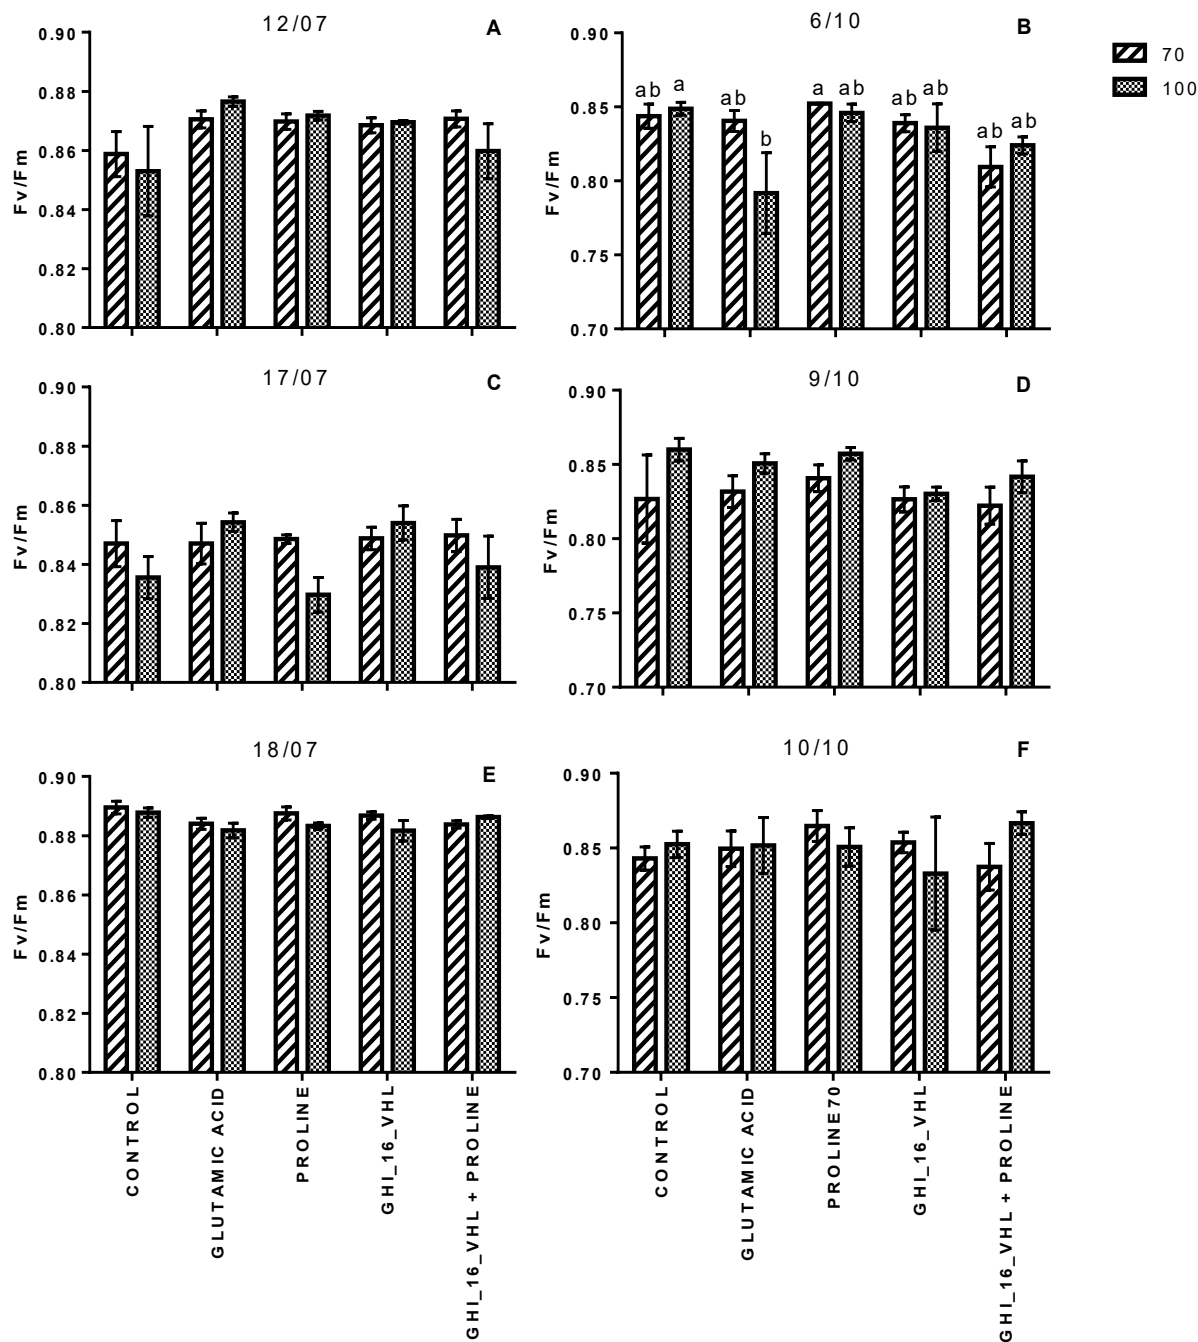 12/07 A
0.90
0.88
0.86
0.84
0.82
0.80
Fv/Fm
6/10 B
0.90
0.85
0.80
0.75
0.70
Fv/Fm
ab a ab b a ab ab ab ab ab
70
100
17/07 C
0.90
0.88
0.86
0.84
0.82
0.80
Fv/Fm
9/10 D
0.90
0.85
0.80
0.75
0.70
Fv/Fm
18/07 E
0.90
0.88
0.86
0.84
0.82
0.80
Fv/Fm
CONTROL
GLUTAMIC ACID
PROLINE
GHI_16_VHL
GHI_16_VHL + PROLINE
10/10 F
0.90
0.85
0.80
0.75
0.70
Fv/Fm
CONTROL
GLUTAMIC ACID
PROLINE70
GHI_16_VHL
GHI_16_VHL + PROLINE